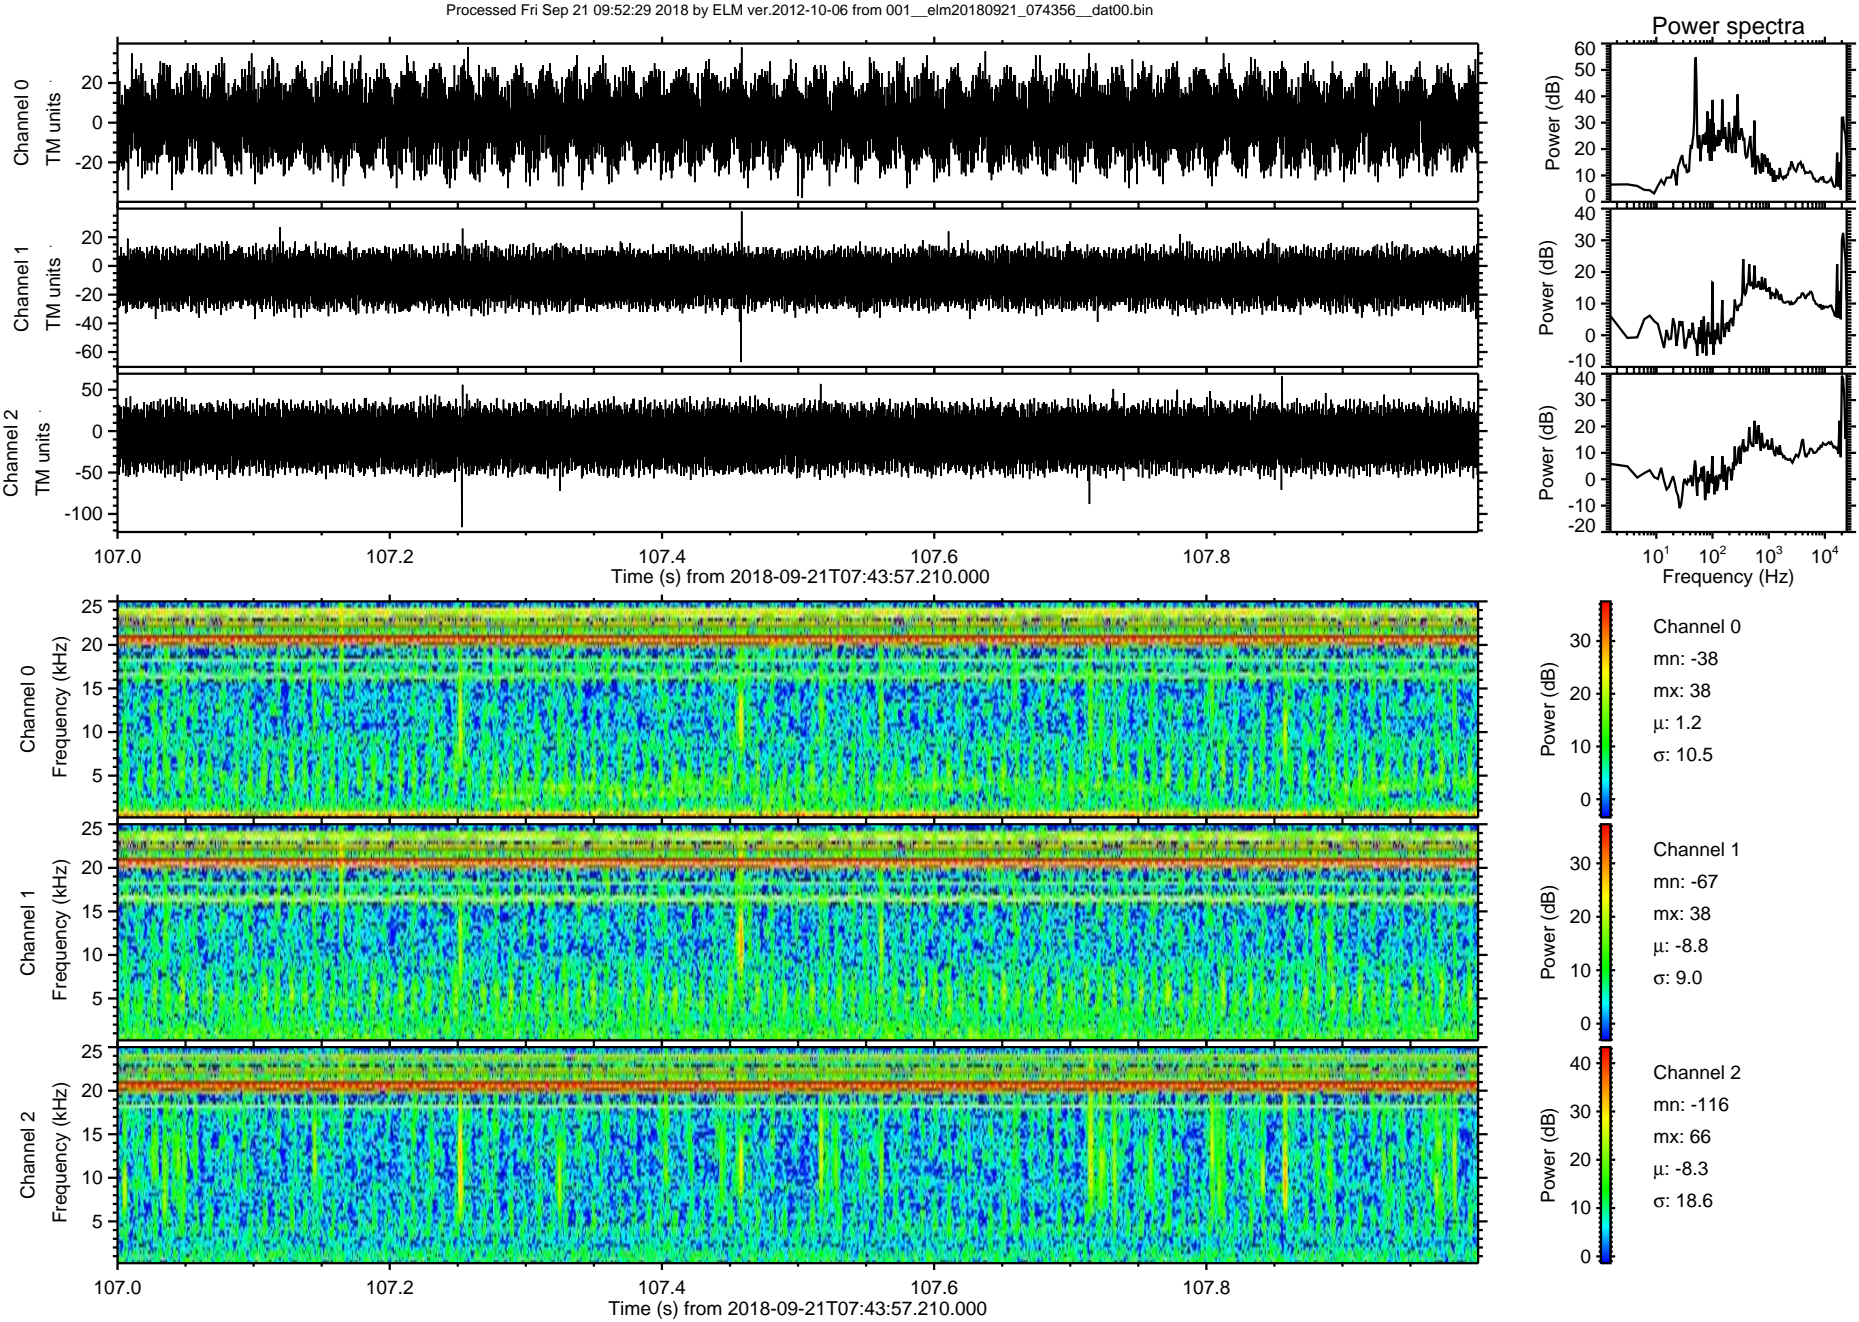 Processed Fri Sep 21 09:52:29 2018 by ELM ver.2012-10-06 from 001__elm20180921_074356__dat00.bin
Power spectra
Channel 0
TM units
20
0
-20
Power (dB)
60
50
40
30
20
10
0
Channel 1
TM units
20
0
-20
-40
-60
Power (dB)
40
30
20
10
0
-10
Channel 2
TM units
50
0
-50
-100
Power (dB)
40
30
20
10
0
-10
-20
107.0 107.2 107.4 107.6 107.8
Time (s) from 2018-09-21T07:43:57.210.000
10¹ 10² 10³ 10⁴
Frequency (Hz)
Channel 0
Frequency (kHz)
25
20
15
10
5
Power (dB)
30
20
10
0
Channel 0
mn: -38
mx: 38
μ: 1.2
σ: 10.5
Channel 1
Frequency (kHz)
25
20
15
10
5
Power (dB)
30
20
10
0
Channel 1
mn: -67
mx: 38
μ: -8.8
σ: 9.0
Channel 2
Frequency (kHz)
25
20
15
10
5
Power (dB)
40
30
20
10
0
Channel 2
mn: -116
mx: 66
μ: -8.3
σ: 18.6
107.0 107.2 107.4 107.6 107.8
Time (s) from 2018-09-21T07:43:57.210.000